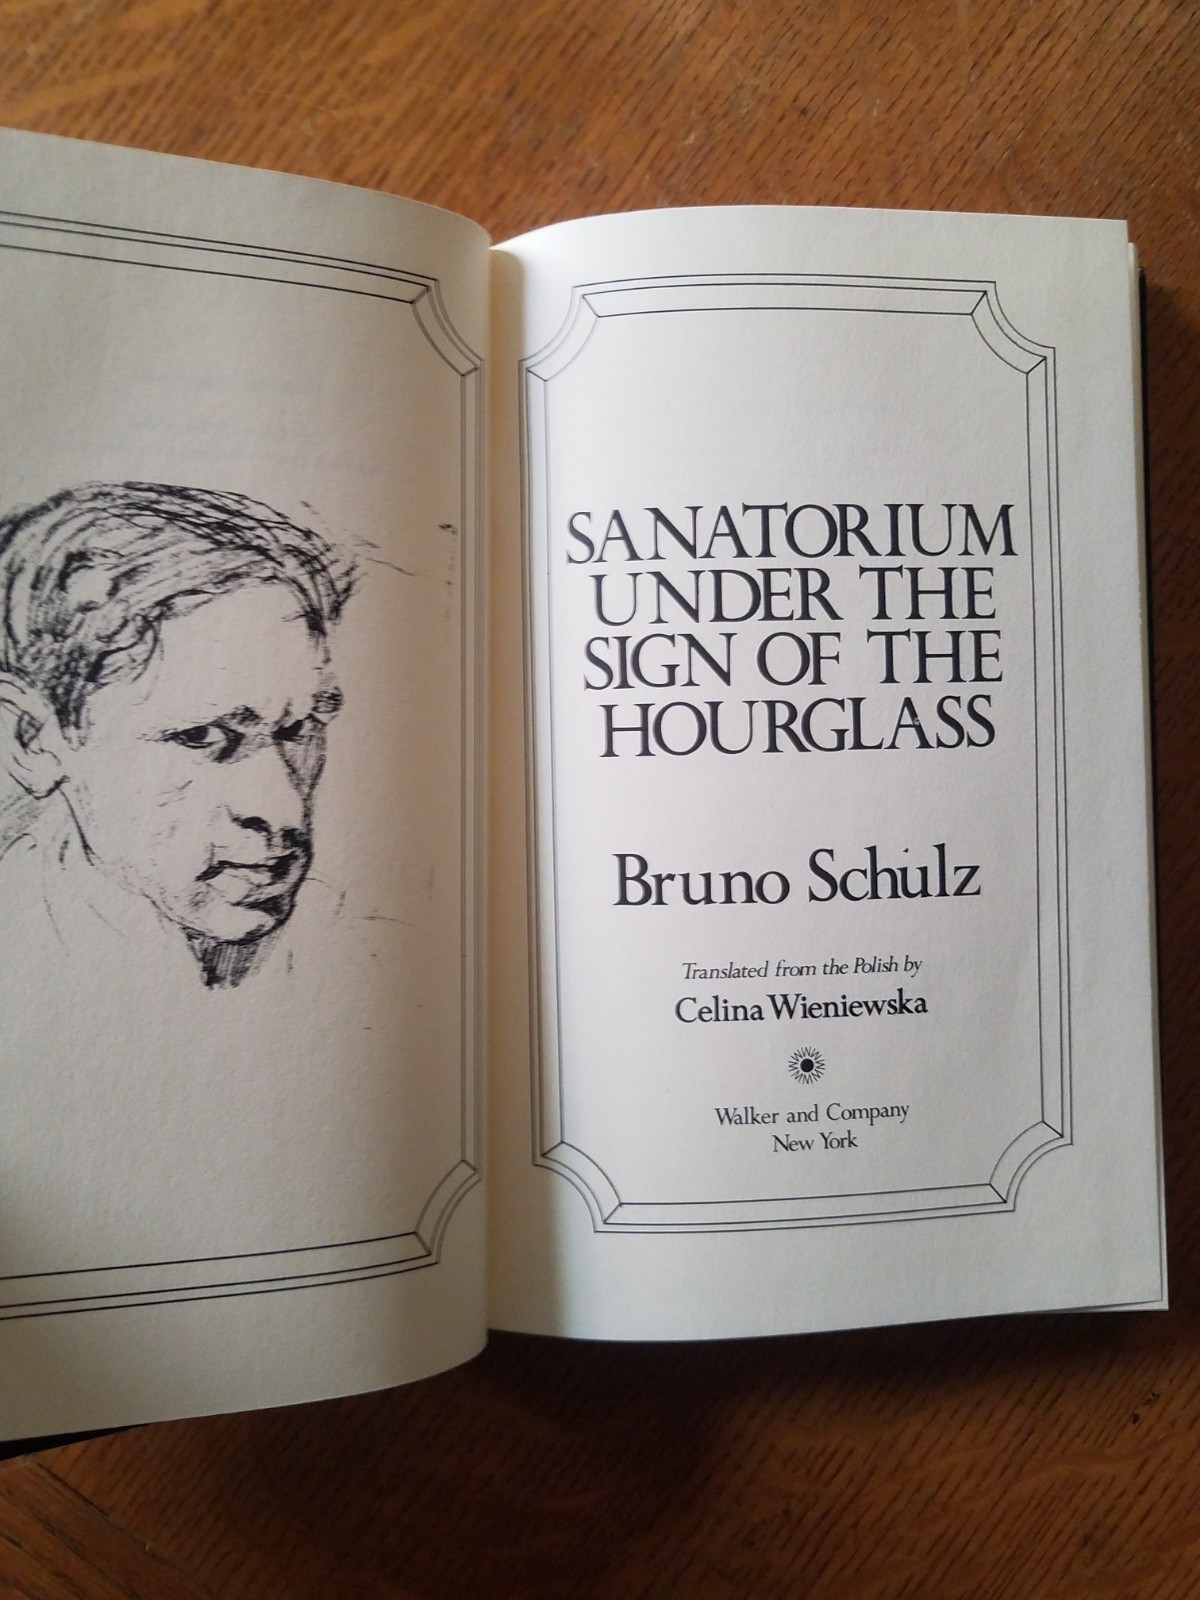 SANATORIUM
UNDER THE
SIGN OF THE
HOURGLASS
Bruno Schulz
Translated from the Polish by
Celina Wieniewska
Walker and Company
New York